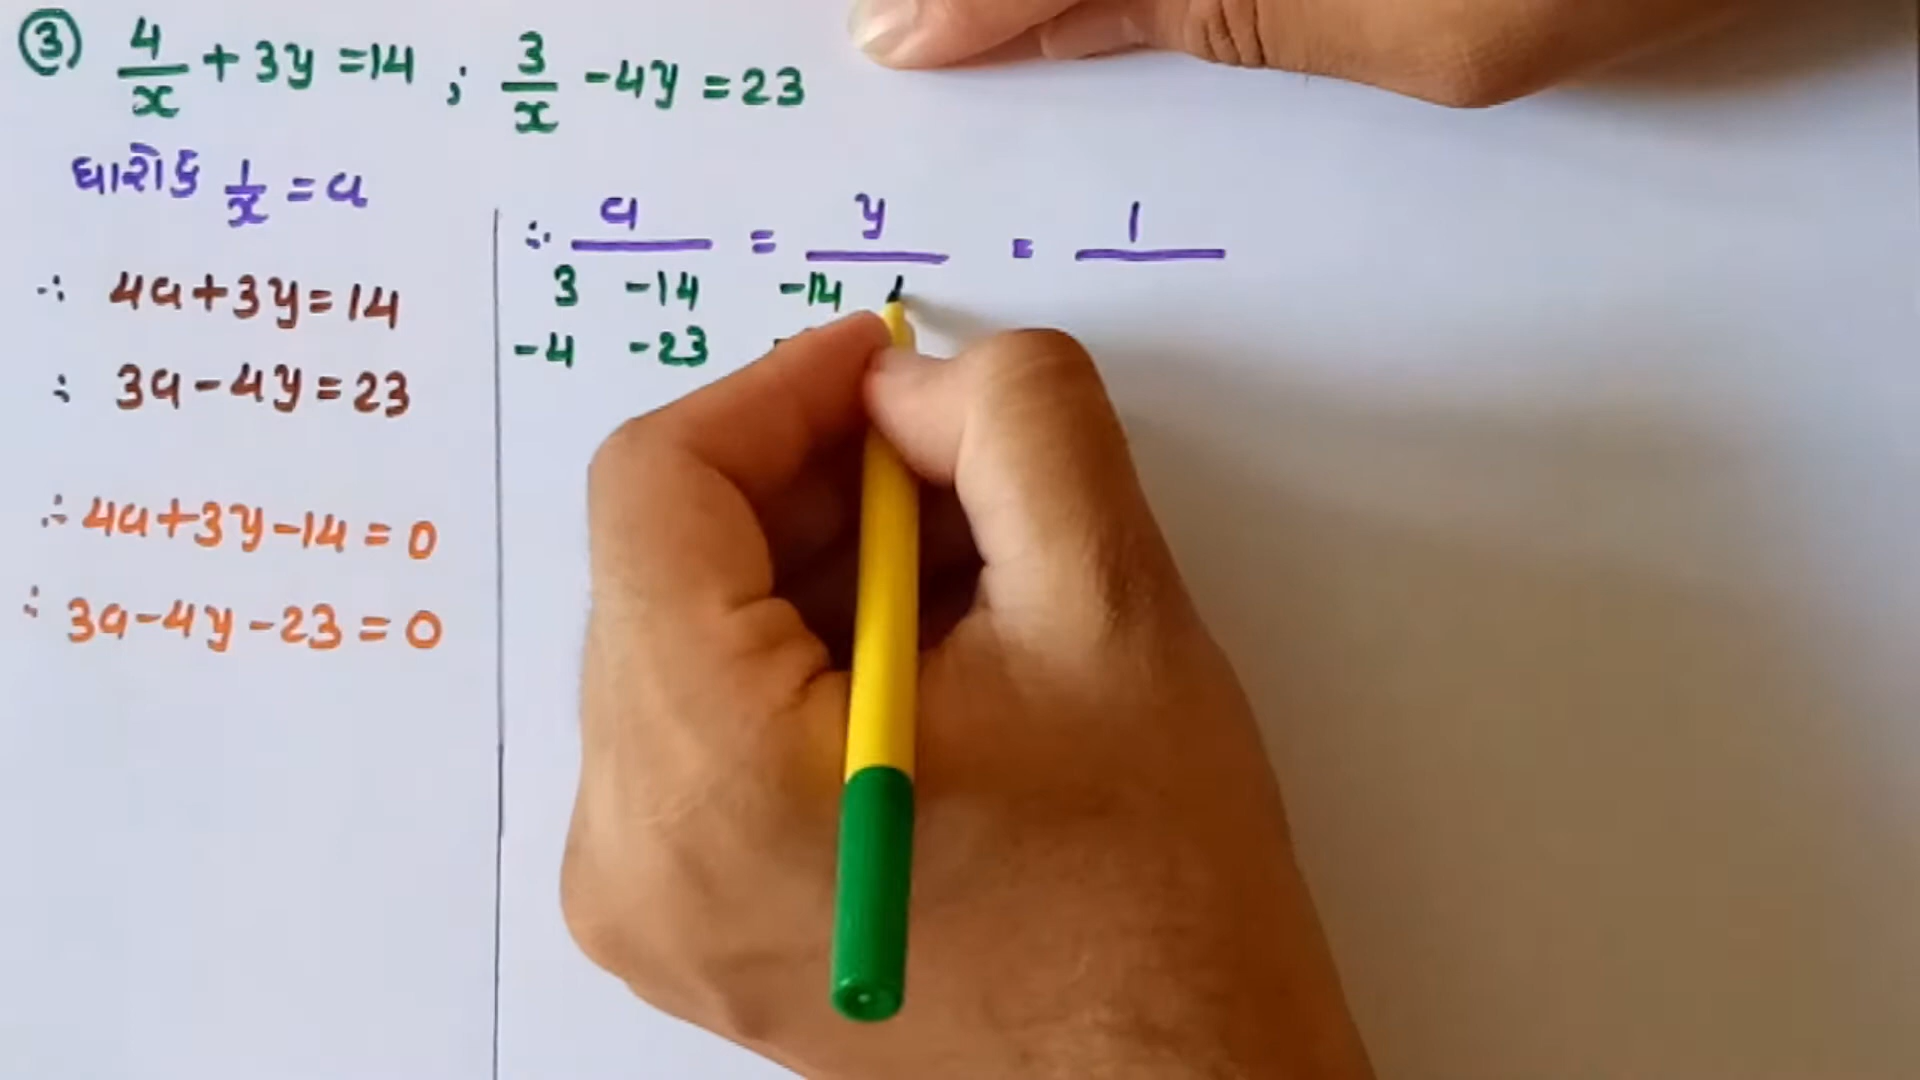 ③ 4/x + 3y = 14 ; 3/x - 4y = 23
ધારોકે 1/x = a
∴ 4a + 3y = 14
∴ 3a - 4y = 23
∴ 4a + 3y - 14 = 0
∴ 3a - 4y - 23 = 0
∴ a/ = y/ = 1/
3 -14 -14
-4 -23